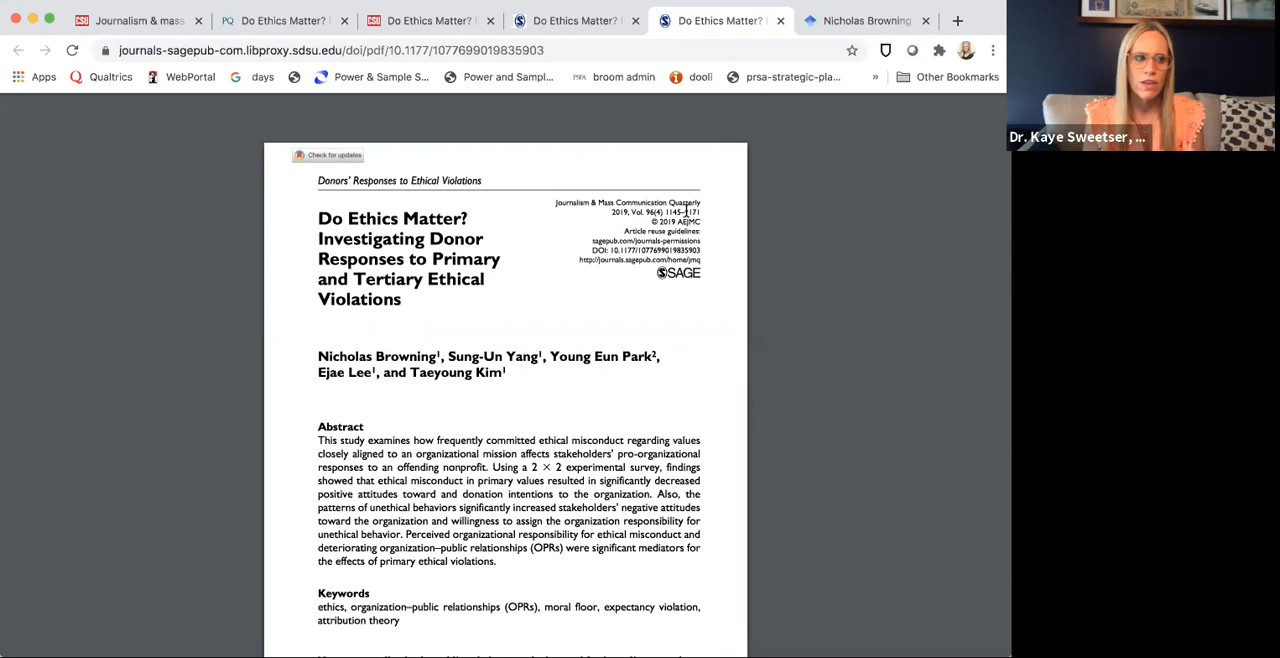 Journalism & mass
Do Ethics Matter?
Do Ethics Matter?
Do Ethics Matter?
Do Ethics Matter?
Nicholas Browning
journals-sagepub-com.libproxy.sdsu.edu/doi/pdf/10.1177/1077699019835903
Apps
Qualtrics
WebPortal
days
Power & Sample S...
Power and Sampl...
broom admin
dooli
prsa-strategic-pla...
»
Other Bookmarks
Dr. Kaye Sweetser, ...
Check for updates
Donors' Responses to Ethical Violations
Do Ethics Matter?
Investigating Donor
Responses to Primary
and Tertiary Ethical
Violations
Journalism & Mass Communication Quarterly
2019, Vol. 96(4) 1145–1171
© 2019 AEJMC
Article reuse guidelines:
sagepub.com/journals-permissions
DOI: 10.1177/1077699019835903
http://journals.sagepub.com/home/jmq
SAGE
Nicholas Browning¹, Sung-Un Yang¹, Young Eun Park²,
Ejae Lee¹, and Taeyoung Kim¹
Abstract
This study examines how frequently committed ethical misconduct regarding values
closely aligned to an organizational mission affects stakeholders' pro-organizational
responses to an offending nonprofit. Using a 2 × 2 experimental survey, findings
showed that ethical misconduct in primary values resulted in significantly decreased
positive attitudes toward and donation intentions to the organization. Also, the
patterns of unethical behaviors significantly increased stakeholders' negative attitudes
toward the organization and willingness to assign the organization responsibility for
unethical behavior. Perceived organizational responsibility for ethical misconduct and
deteriorating organization–public relationships (OPRs) were significant mediators for
the effects of primary ethical violations.
Keywords
ethics, organization–public relationships (OPRs), moral floor, expectancy violation,
attribution theory